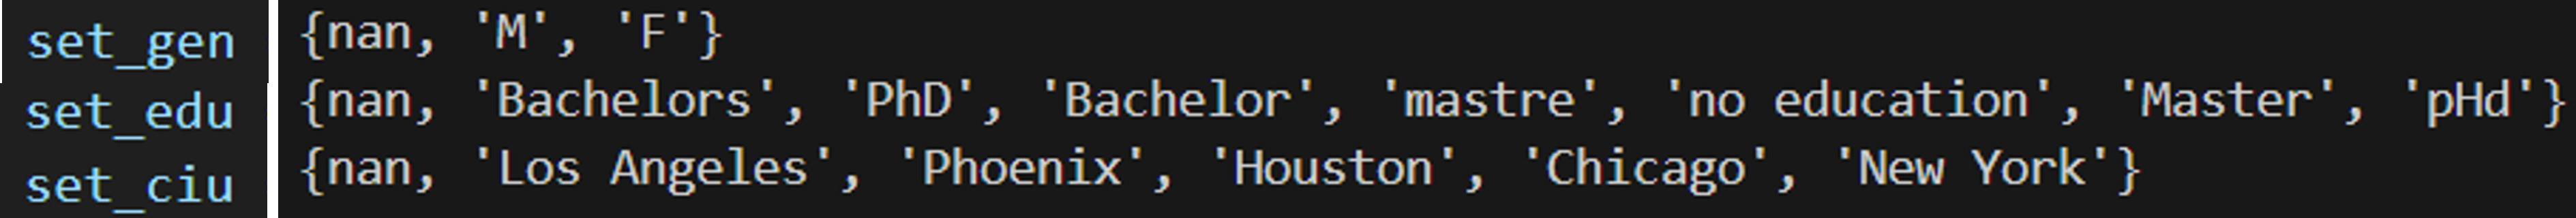 set_gen {nan, 'M', 'F'}
set_edu {nan, 'Bachelors', 'PhD', 'Bachelor', 'mastre', 'no education', 'Master', 'pHd'}
set_ciu {nan, 'Los Angeles', 'Phoenix', 'Houston', 'Chicago', 'New York'}